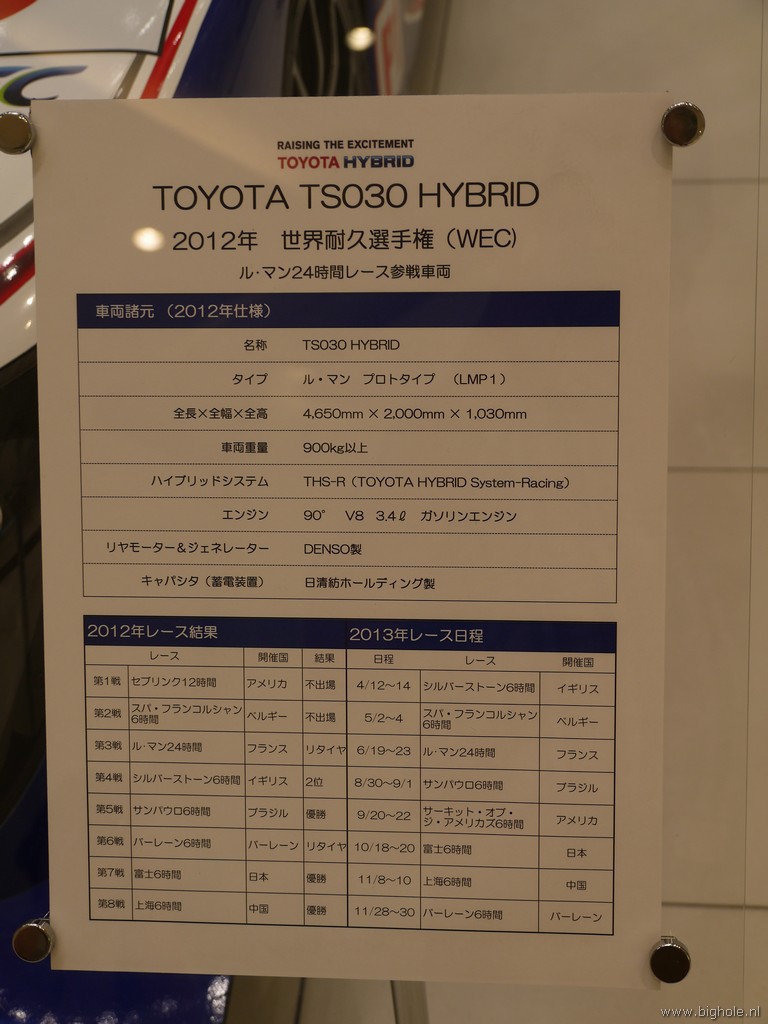 RAISING THE EXCITEMENT
TOYOTA HYBRID
TOYOTA TS030 HYBRID
2012年 世界耐久選手権（WEC)
ル･マン24時間レース参戦車両
車両諸元 （2012年仕様）
名称 TS030 HYBRID
タイプ ル・マン プロトタイプ （LMP1）
全長×全幅×全高 4,650mm × 2,000mm × 1,030mm
車両重量 900kg以上
ハイブリッドシステム THS-R（TOYOTA HYBRID System-Racing）
エンジン 90° V8 3.4ℓ ガソリンエンジン
リヤモーター＆ジェネレーター DENSO製
キャパシタ（蓄電装置） 日清紡ホールディング製
2012年レース結果 2013年レース日程
レース 開催国 結果 日程 レース 開催国
第1戦 セブリンク12時間 アメリカ 不出場 4/12～14 シルバーストーン6時間 イギリス
第2戦 スパ・フランコルシャン 6時間 ベルギー 不出場 5/2～4 スパ・フランコルシャン 6時間 ベルギー
第3戦 ル･マン24時間 フランス リタイヤ 6/19～23 ル･マン24時間 フランス
第4戦 シルバーストーン6時間 イギリス 2位 8/30～9/1 サンパウロ6時間 ブラジル
第5戦 サンパウロ6時間 ブラジル 優勝 9/20～22 サーキット・オブ・ ジ・アメリカズ6時間 アメリカ
第6戦 バーレーン6時間 バーレーン リタイヤ 10/18～20 富士6時間 日本
第7戦 富士6時間 日本 優勝 11/8～10 上海6時間 中国
第8戦 上海6時間 中国 優勝 11/28～30 バーレーン6時間 バーレーン
www.bighole.nl